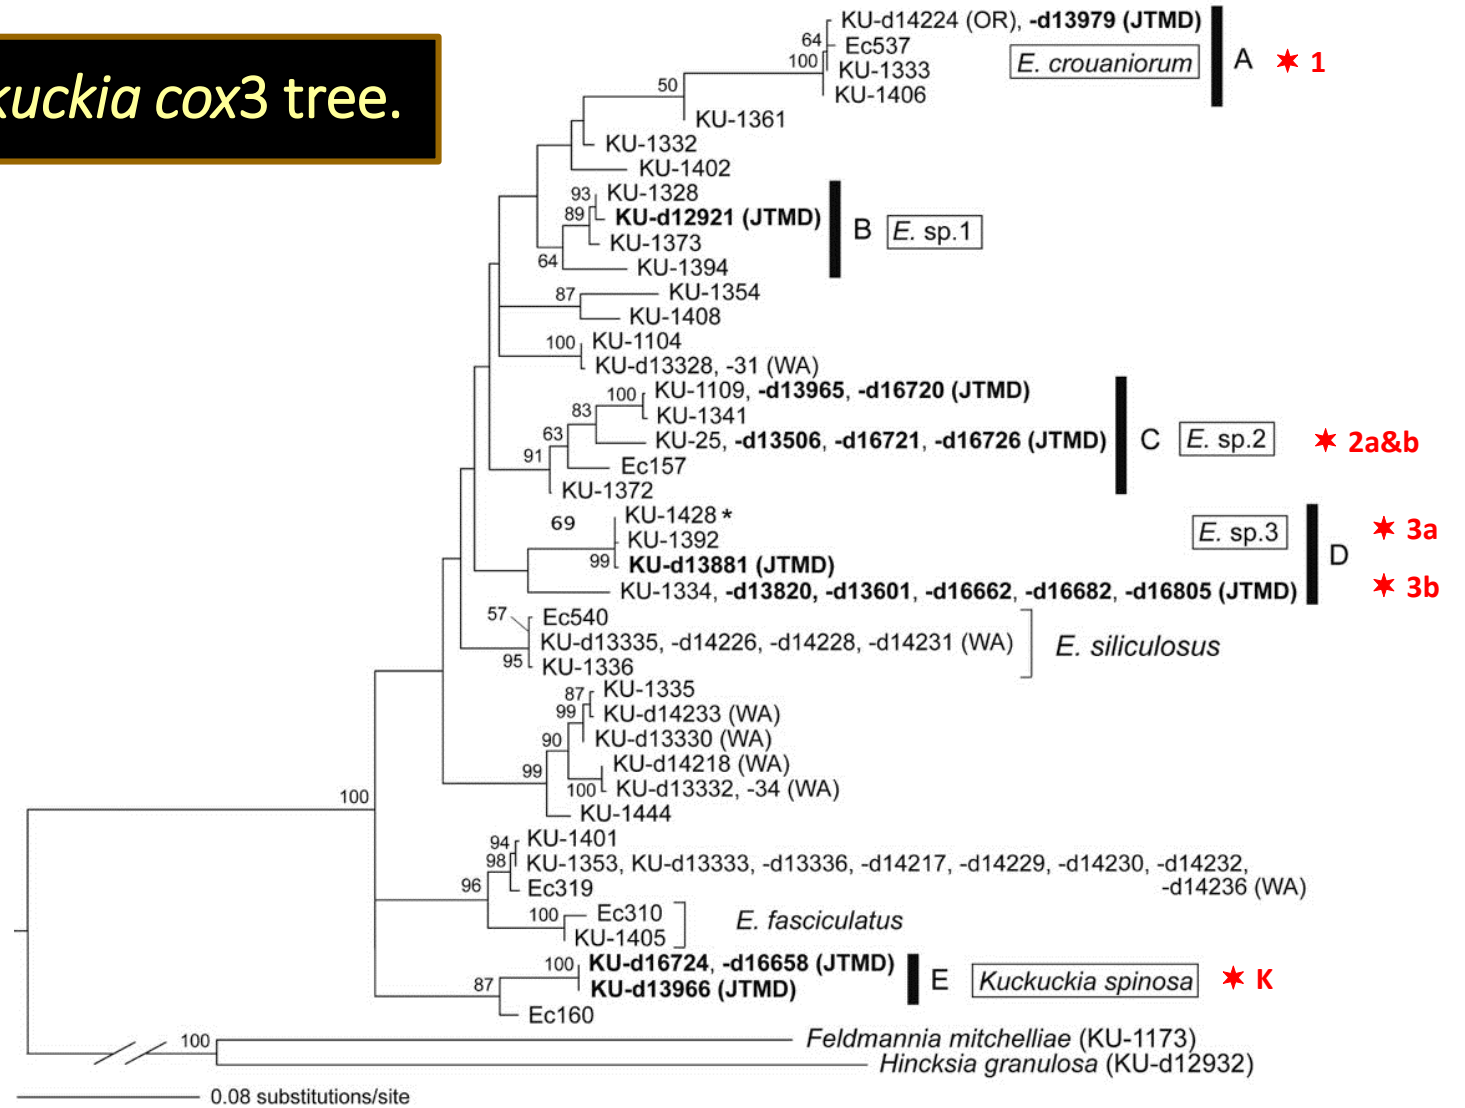 kuckia cox3 tree.
KU-d14224 (OR), -d13979 (JTMD)
64
Ec537
100
KU-1333
E. crouaniorum
A
1
KU-1406
50
KU-1361
KU-1332
KU-1402
93
KU-1328
89
KU-d12921 (JTMD)
B
E. sp.1
KU-1373
64
KU-1394
87
KU-1354
KU-1408
100
KU-1104
KU-d13328, -31 (WA)
100
KU-1109, -d13965, -d16720 (JTMD)
83
KU-1341
63
KU-25, -d13506, -d16721, -d16726 (JTMD)
C
E. sp.2
2a&b
91
Ec157
KU-1372
69
KU-1428 *
E. sp.3
3a
KU-1392
99
KU-d13881 (JTMD)
D
KU-1334, -d13820, -d13601, -d16662, -d16682, -d16805 (JTMD)
3b
57
Ec540
KU-d13335, -d14226, -d14228, -d14231 (WA)
E. siliculosus
95
KU-1336
87
KU-1335
99
KU-d14233 (WA)
90
KU-d13330 (WA)
99
KU-d14218 (WA)
100
KU-d13332, -34 (WA)
KU-1444
100
94
KU-1401
98
KU-1353, KU-d13333, -d13336, -d14217, -d14229, -d14230, -d14232,
-d14236 (WA)
96
Ec319
100
Ec310
E. fasciculatus
KU-1405
100
KU-d16724, -d16658 (JTMD)
87
KU-d13966 (JTMD)
E
Kuckuckia spinosa
K
Ec160
100
Feldmannia mitchelliae (KU-1173)
Hincksia granulosa (KU-d12932)
0.08 substitutions/site